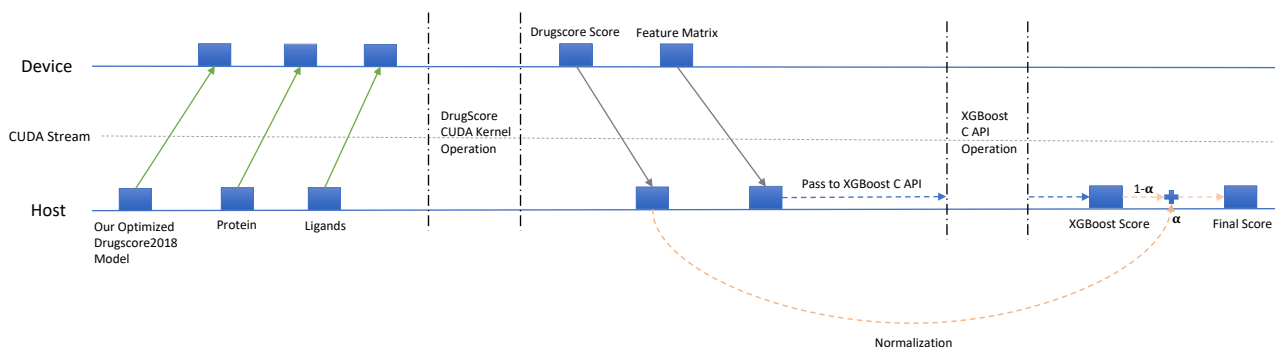 Drugscore Score
Feature Matrix
Device
CUDA Stream
DrugScore
CUDA Kernel
Operation
XGBoost
C API
Operation
Host
Our Optimized
Drugscore2018
Model
Protein
Ligands
Pass to XGBoost C API
1-α
α
XGBoost Score
Final Score
Normalization